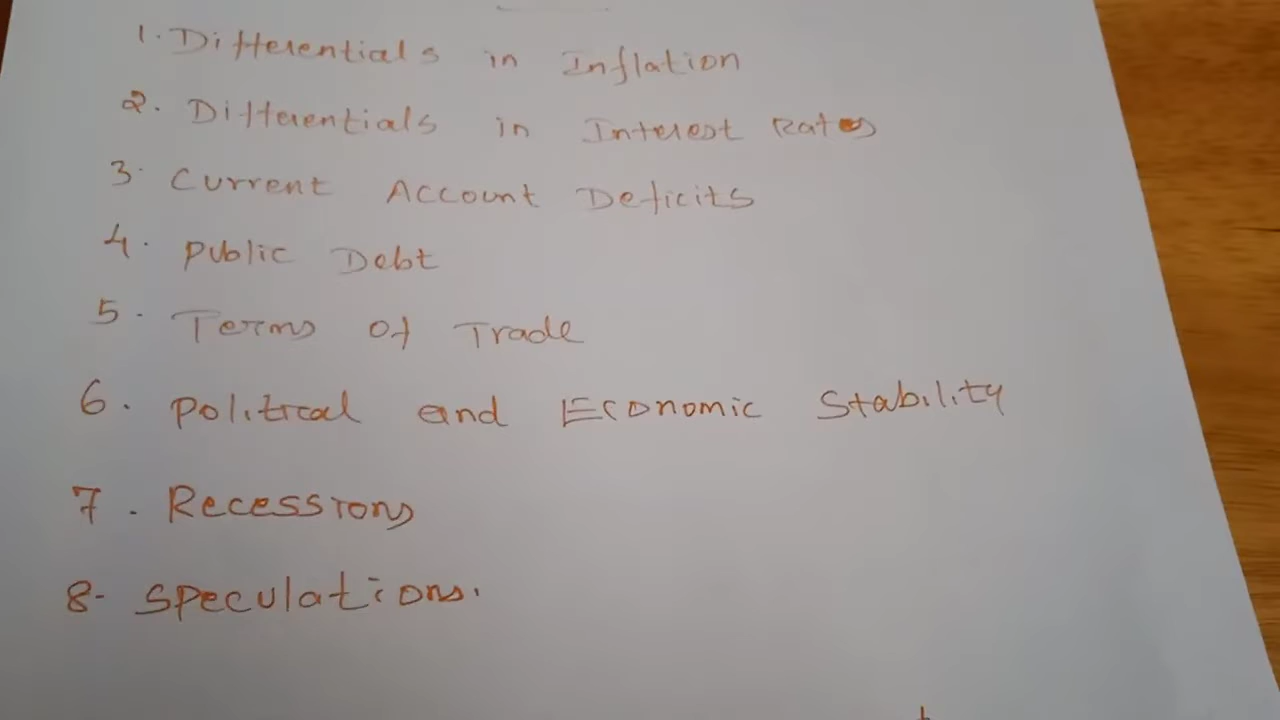 1. Differentials in Inflation
2. Differentials in Interest Rates
3. Current Account Deficits
4. Public Debt
5. Terms of Trade
6. Political and Economic Stability
7. Recessions
8- Speculations.